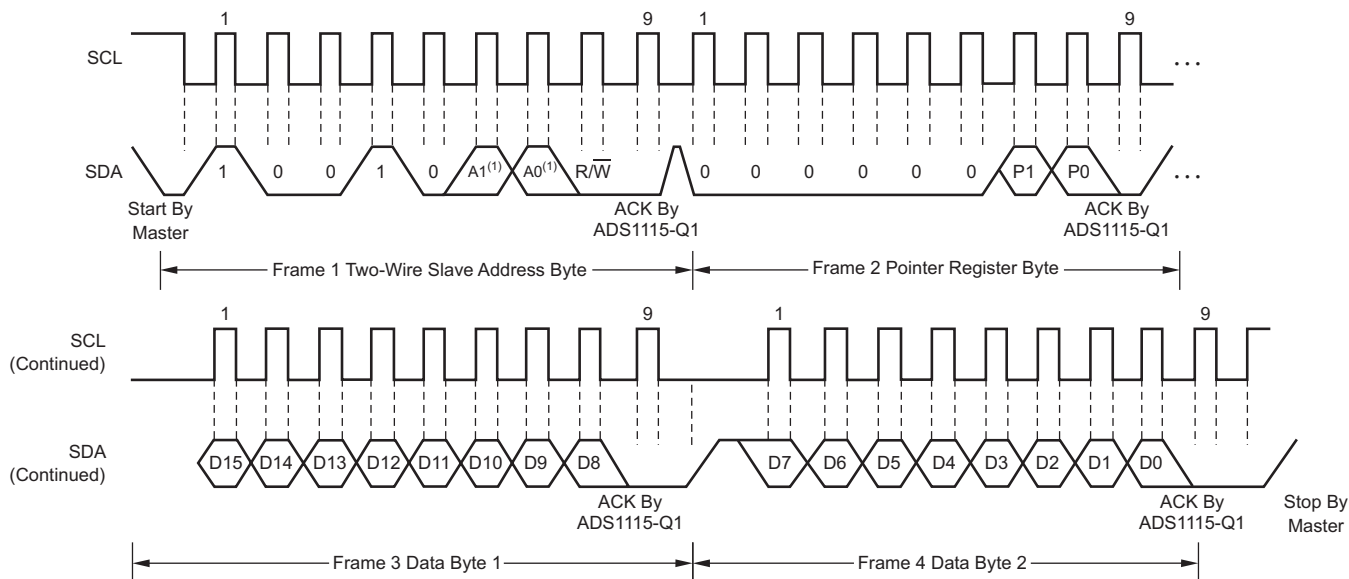 1 9 1 9
SCL
...
SDA
1 0 0 1 0 A1(1) A0(1) R/W̅ 0 0 0 0 0 0 P1 P0 ...
Start By
Master
ACK By
ADS1115-Q1
ACK By
ADS1115-Q1
Frame 1 Two-Wire Slave Address Byte
Frame 2 Pointer Register Byte
1 9 1 9
SCL
(Continued)
SDA
(Continued)
D15 D14 D13 D12 D11 D10 D9 D8 D7 D6 D5 D4 D3 D2 D1 D0
ACK By
ADS1115-Q1
ACK By
ADS1115-Q1
Stop By
Master
Frame 3 Data Byte 1
Frame 4 Data Byte 2